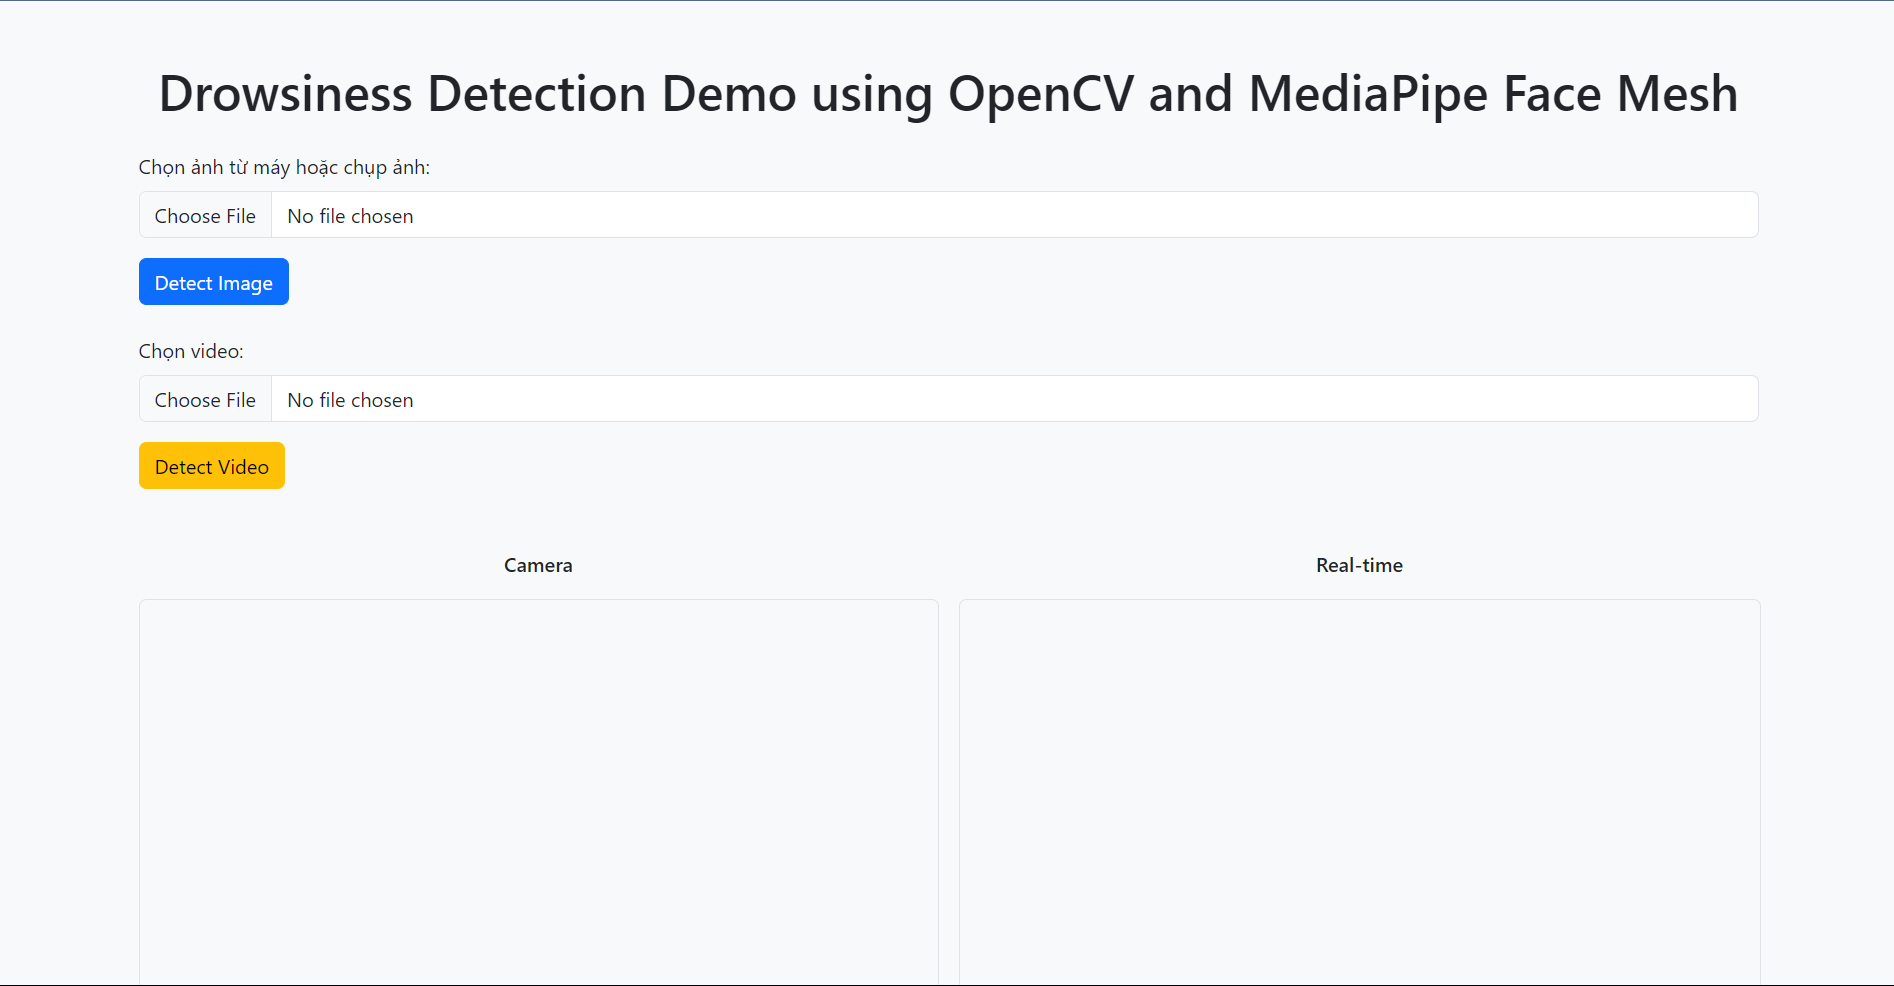 Drowsiness Detection Demo using OpenCV and MediaPipe Face Mesh
Chọn ảnh từ máy hoặc chụp ảnh:
Choose File No file chosen
Detect Image
Chọn video:
Choose File No file chosen
Detect Video
Camera
Real-time